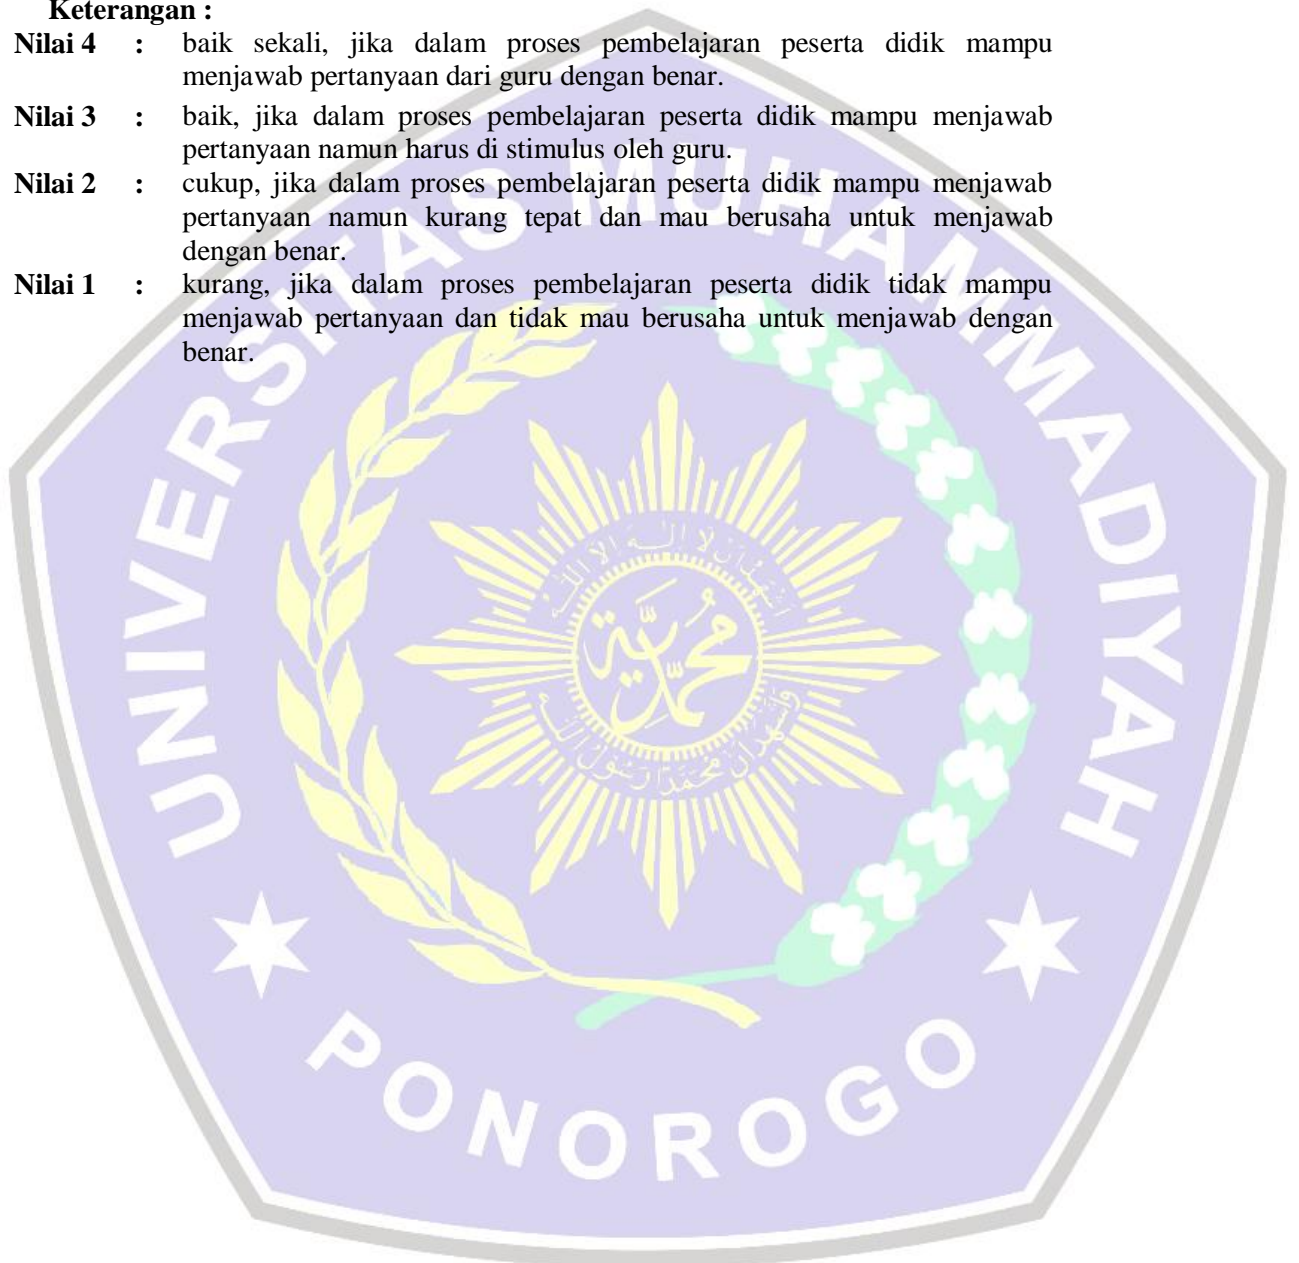 Keterangan :
Nilai 4 : baik sekali, jika dalam proses pembelajaran peserta didik mampu
menjawab pertanyaan dari guru dengan benar.
Nilai 3 : baik, jika dalam proses pembelajaran peserta didik mampu menjawab
pertanyaan namun harus di stimulus oleh guru.
Nilai 2 : cukup, jika dalam proses pembelajaran peserta didik mampu menjawab
pertanyaan namun kurang tepat dan mau berusaha untuk menjawab
dengan benar.
Nilai 1 : kurang, jika dalam proses pembelajaran peserta didik tidak mampu
menjawab pertanyaan dan tidak mau berusaha untuk menjawab dengan
benar.
UNIVERSITAS MUHAMMADIYAH
محمدية
PONOROGO